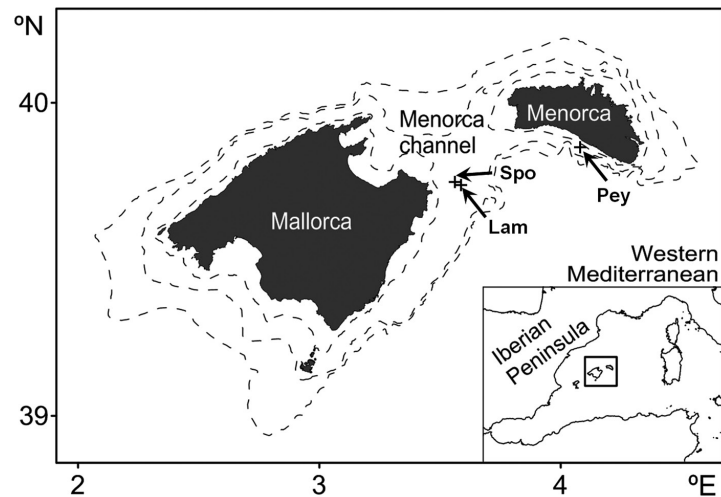 ºN
40
39
Menorca
channel
Menorca
Spo
Lam
Pey
Mallorca
Western
Mediterranean
Iberian
Peninsula
2
3
4
ºE